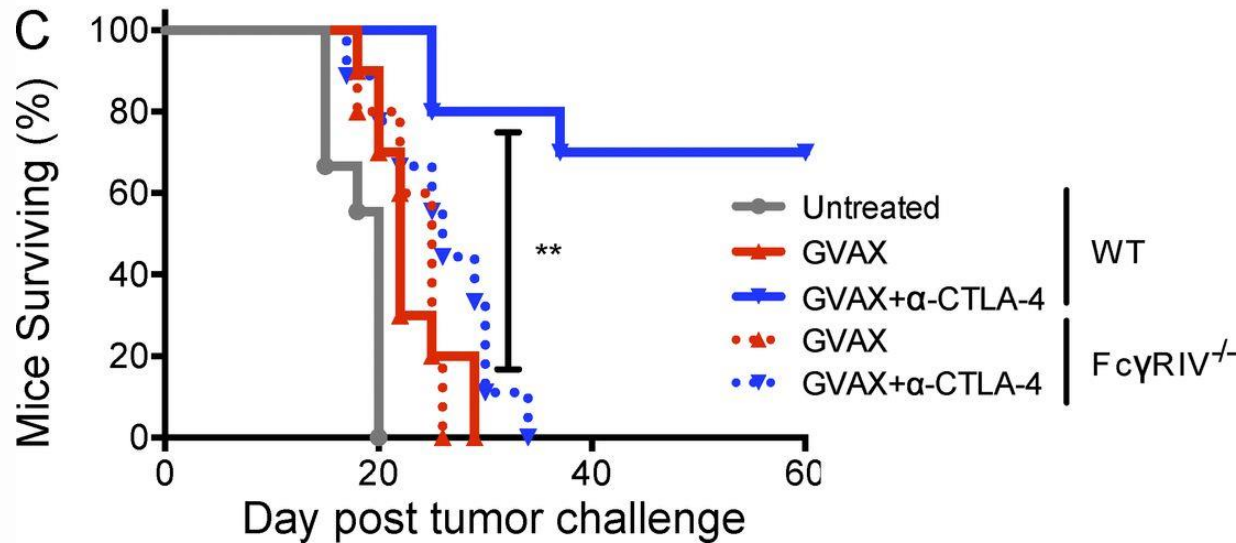 C
Mice Surviving (%)
100
80
60
40
20
0
0 20 40 60
Day post tumor challenge
**
Untreated
GVAX
GVAX+α-CTLA-4
WT
GVAX
GVAX+α-CTLA-4
FcγRIV-/-